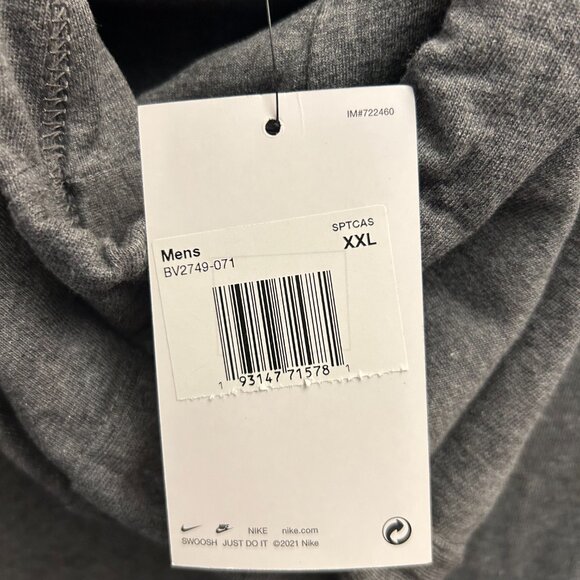 IM#722460
SPTCAS
Mens XXL
BV2749-071
1 93147 71578 1
NIKE nike.com
SWOOSH JUST DO IT ©2021 Nike